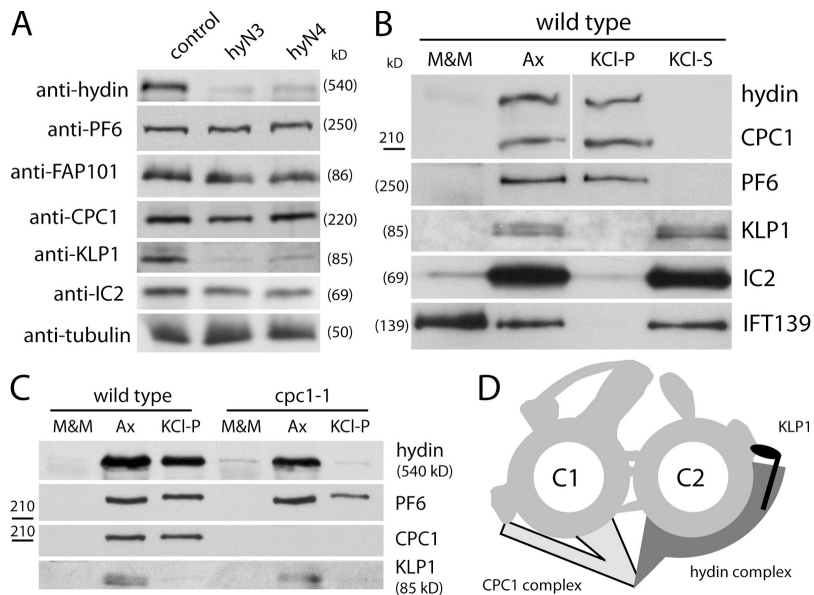 A
control hyN3 hyN4 kD
anti-hydin (540)
anti-PF6 (250)
anti-FAP101 (86)
anti-CPC1 (220)
anti-KLP1 (85)
anti-IC2 (69)
anti-tubulin (50)
B
wild type
kD M&M Ax KCl-P KCl-S
hydin
210 CPC1
(250) PF6
(85) KLP1
(69) IC2
(139) IFT139
C
wild type cpc1-1
M&M Ax KCl-P M&M Ax KCl-P
hydin
(540 kD)
210 PF6
210 CPC1
KLP1
(85 kD)
D
KLP1
C1 C2
hydin complex
CPC1 complex